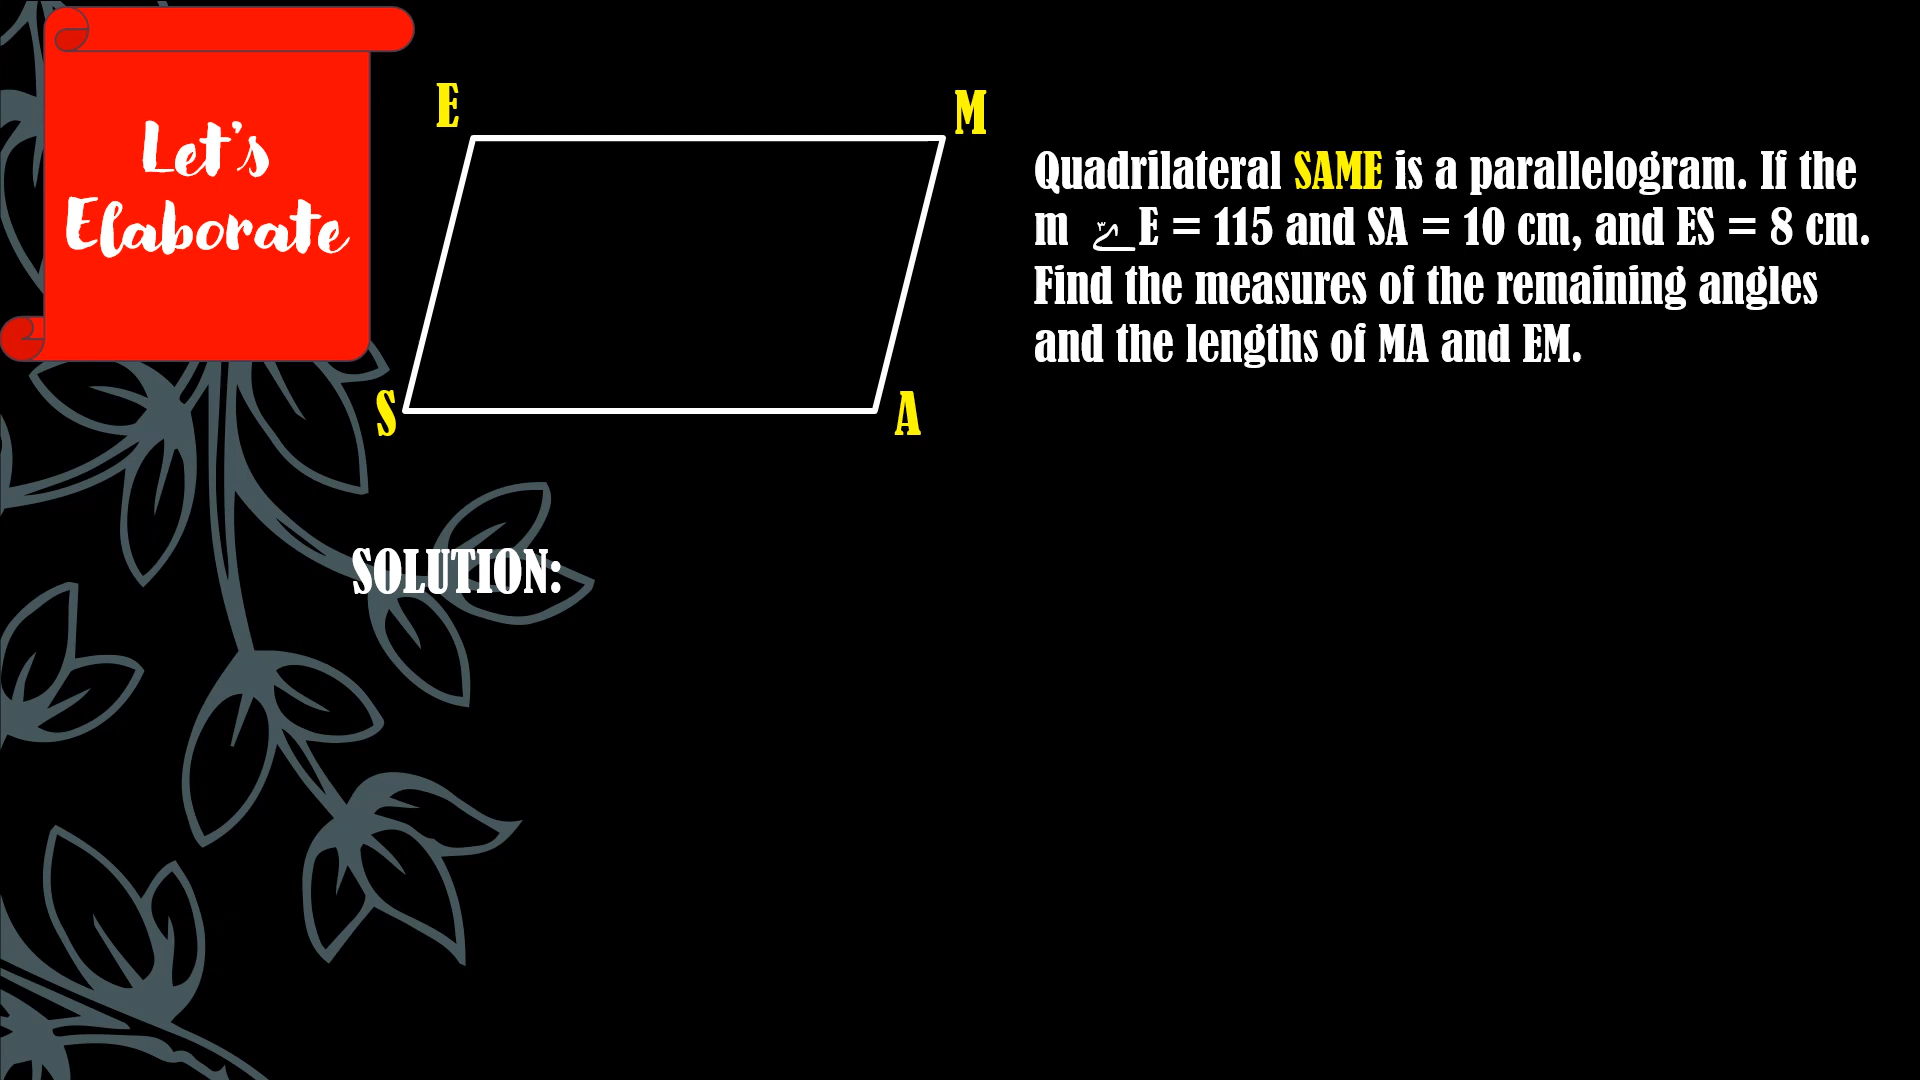 Let's
Elaborate
E
M
S
A
Quadrilateral SAME is a parallelogram. If the
m E = 115 and SA = 10 cm, and ES = 8 cm.
Find the measures of the remaining angles
and the lengths of MA and EM.
SOLUTION: